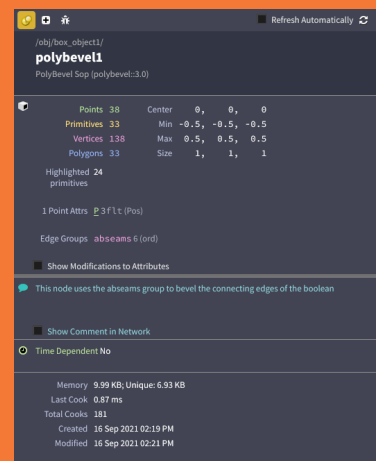 Refresh Automatically
/obj/box_object1/
polybevel1
PolyBevel Sop (polybevel::3.0)
Points 38 Center 0, 0, 0
Primitives 33 Min -0.5, -0.5, -0.5
Vertices 138 Max 0.5, 0.5, 0.5
Polygons 33 Size 1, 1, 1
Highlighted 24
primitives
1 Point Attrs P 3flt (Pos)
Edge Groups abseams 6 (ord)
Show Modifications to Attributes
This node uses the abseams group to bevel the connecting edges of the boolean
Show Comment in Network
Time Dependent No
Memory 9.99 KB; Unique: 6.93 KB
Last Cook 0.87 ms
Total Cooks 181
Created 16 Sep 2021 02:19 PM
Modified 16 Sep 2021 02:21 PM